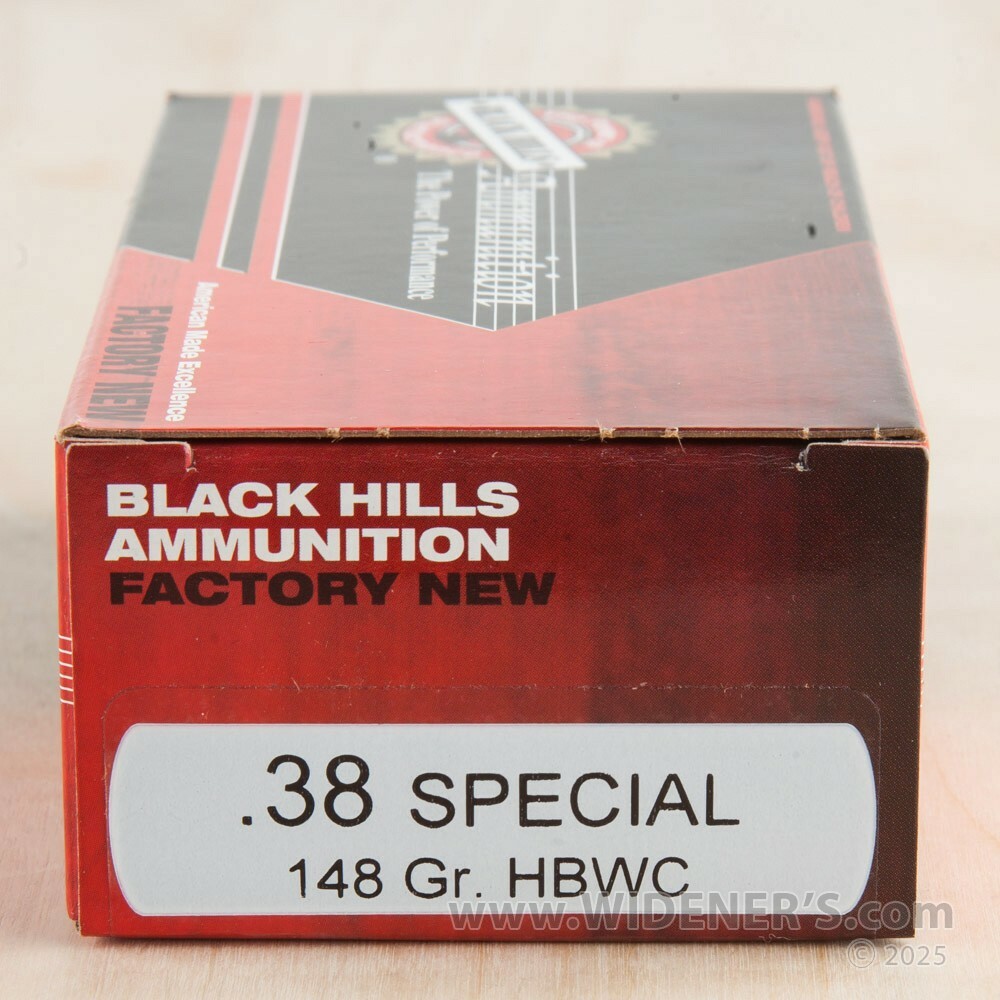 The Power of Performance
American Made Excellence
FACTORY NEW
BLACK HILLS
AMMUNITION
FACTORY NEW
.38 SPECIAL
148 Gr. HBWC
www.WIDENER'S.com
© 2025